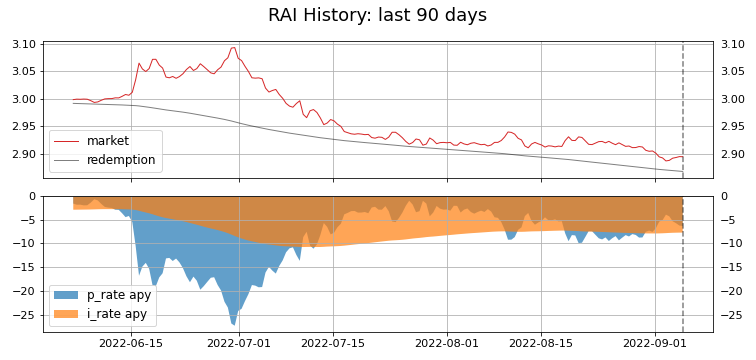 RAI History: last 90 days
3.10 3.10
3.05 3.05
3.00 3.00
2.95 2.95
2.90 2.90
market
redemption
0 0
−5 −5
−10 −10
−15 −15
−20 −20
−25 −25
p_rate apy
i_rate apy
2022-06-15 2022-07-01 2022-07-15 2022-08-01 2022-08-15 2022-09-01